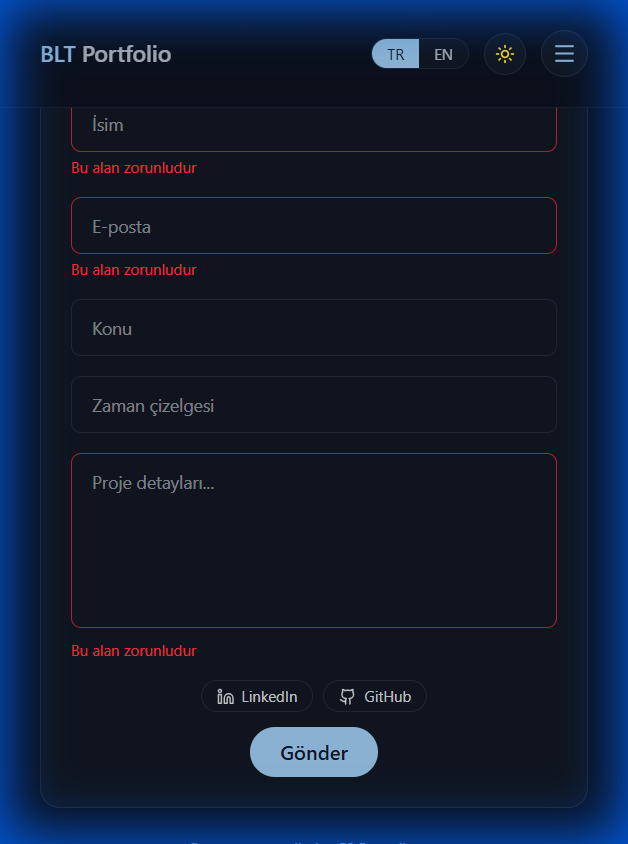 BLT Portfolio
TR
EN
İsim
Bu alan zorunludur
E-posta
Bu alan zorunludur
Konu
Zaman çizelgesi
Proje detayları...
Bu alan zorunludur
LinkedIn
GitHub
Gönder